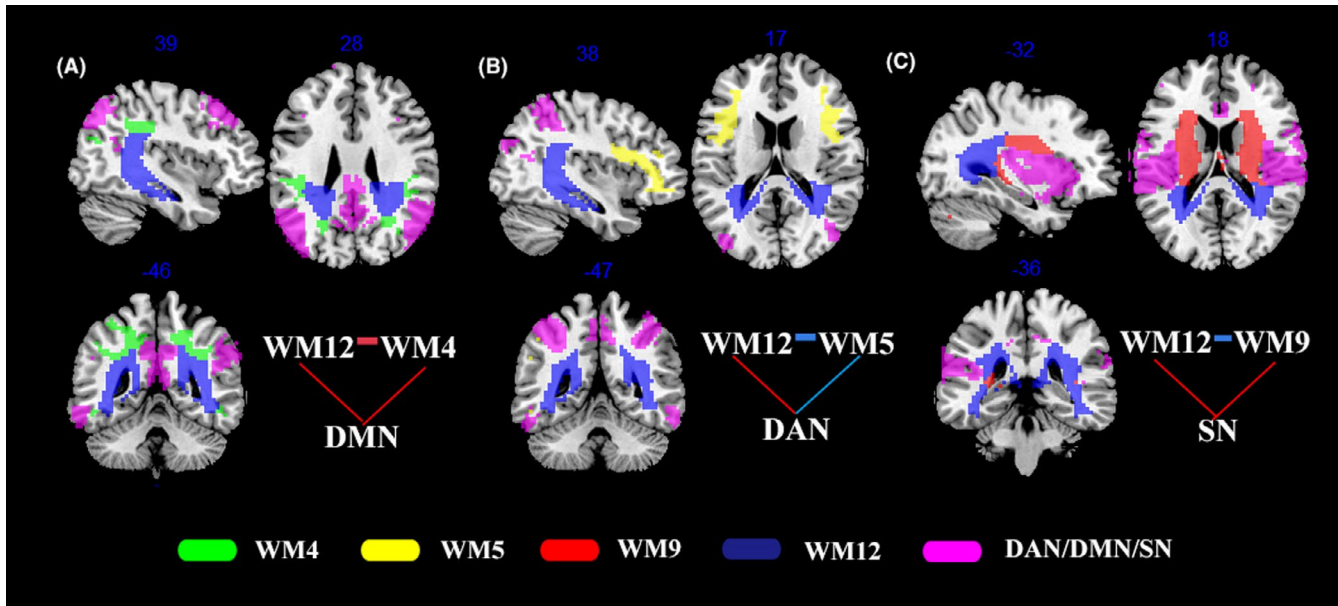 (A)
39
28
-46
WM12 WM4
DMN
(B)
38
17
-47
WM12 WM5
DAN
(C)
-32
18
-36
WM12 WM9
SN
WM4 WM5 WM9 WM12 DAN/DMN/SN